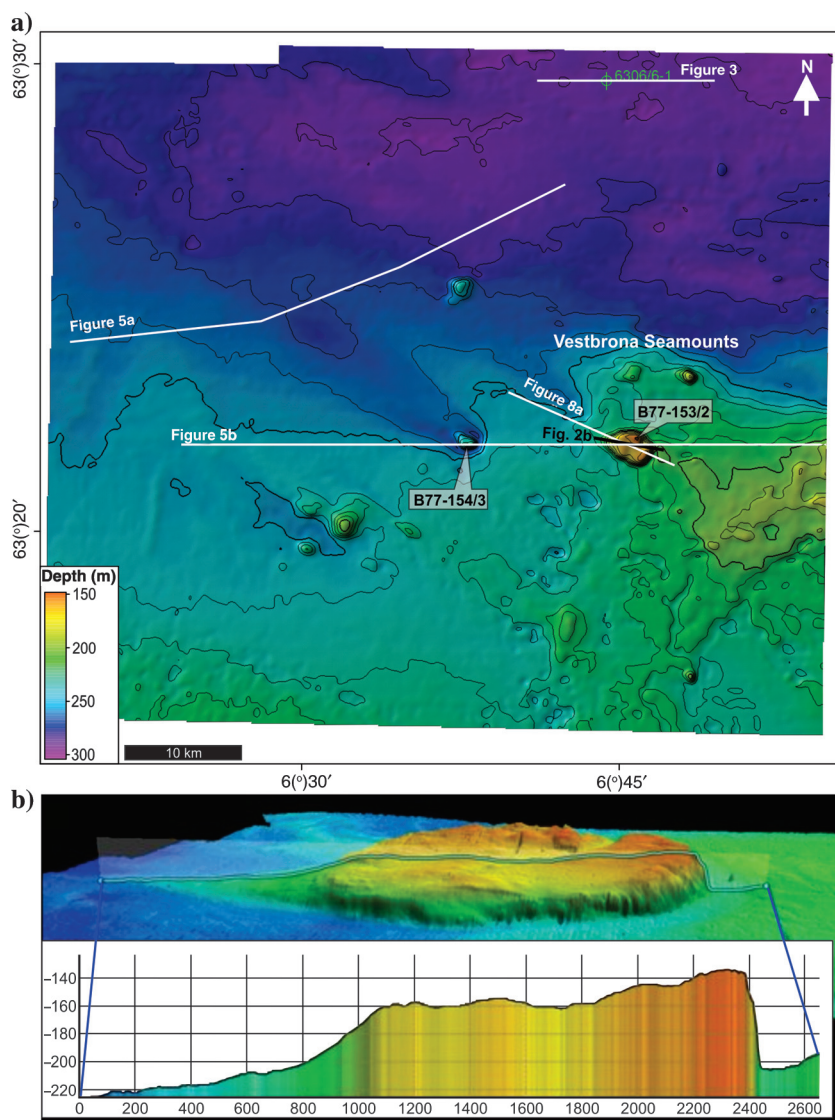 a)
63(°)30′
6306/6-1
Figure 3
N
Figure 5a
Vestbrona Seamounts
Figure 8a
B77-153/2
Figure 5b
Fig. 2b
B77-154/3
63(°)20′
Depth (m)
150
200
250
300
10 km
6(°)30′
6(°)45′
b)
−140
−160
−180
−200
−220
0 200 400 600 800 1000 1200 1400 1600 1800 2000 2200 2400 2600